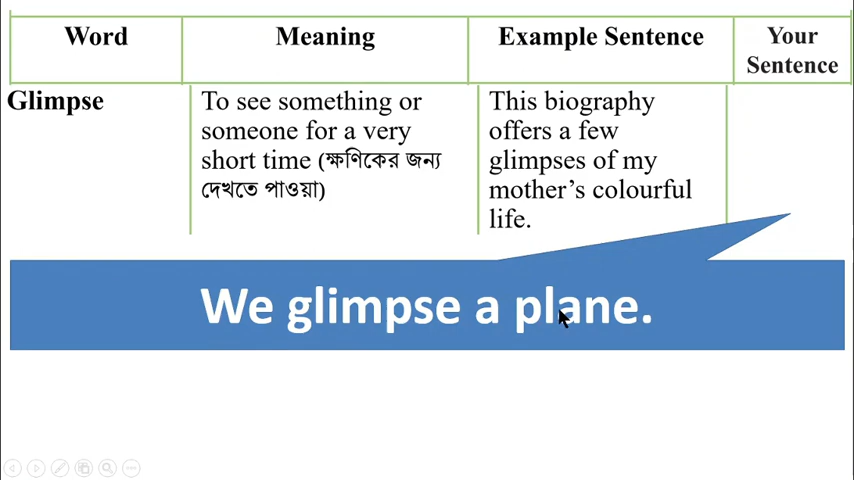 Word Meaning Example Sentence Your Sentence
Glimpse
To see something or
someone for a very
short time (ক্ষণিকের জন্য
দেখতে পাওয়া)
This biography
offers a few
glimpses of my
mother’s colourful
life.
We glimpse a plane.